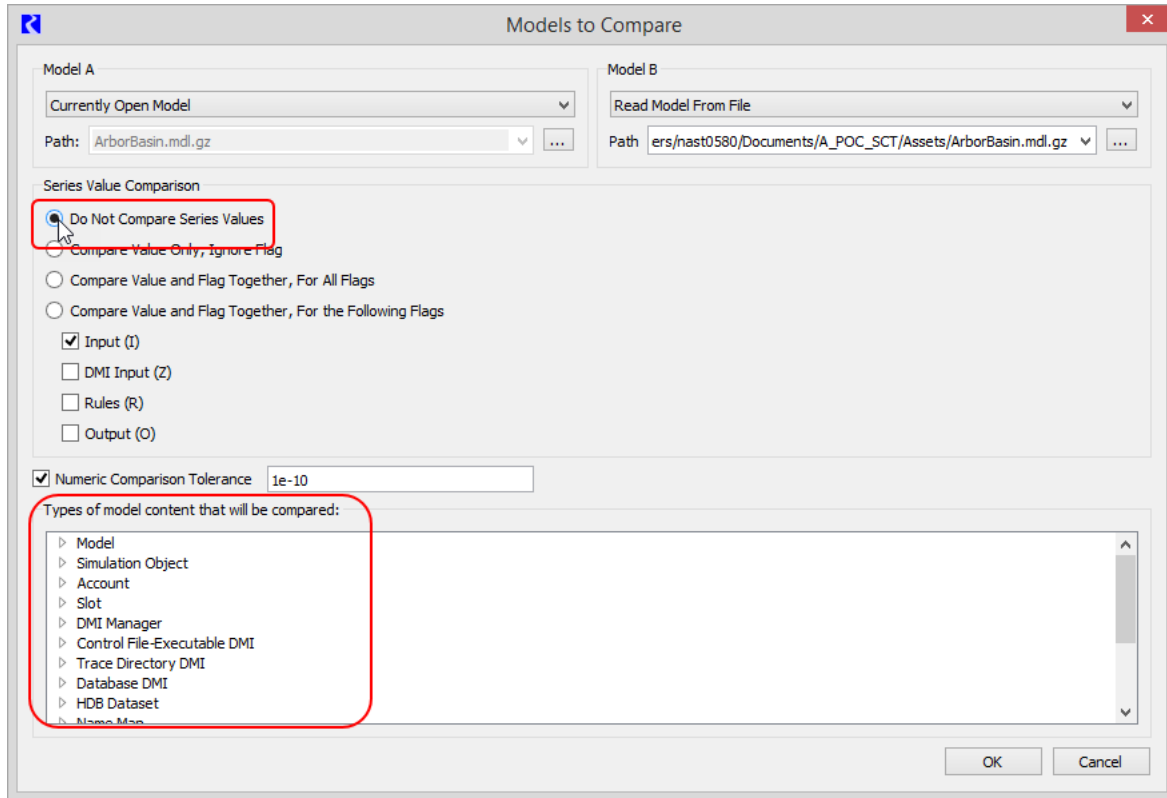 Models to Compare
Model A
Model B
Currently Open Model
Read Model From File
Path: ArborBasin.mdl.gz ...
Path ers/nast0580/Documents/A_POC_SCT/Assets/ArborBasin.mdl.gz ...
Series Value Comparison
Do Not Compare Series Values
Compare Value Only, Ignore Flag
Compare Value and Flag Together, For All Flags
Compare Value and Flag Together, For the Following Flags
Input (I)
DMI Input (Z)
Rules (R)
Output (O)
Numeric Comparison Tolerance 1e-10
Types of model content that will be compared:
Model
Simulation Object
Account
Slot
DMI Manager
Control File-Executable DMI
Trace Directory DMI
Database DMI
HDB Dataset
Name Map
OK Cancel